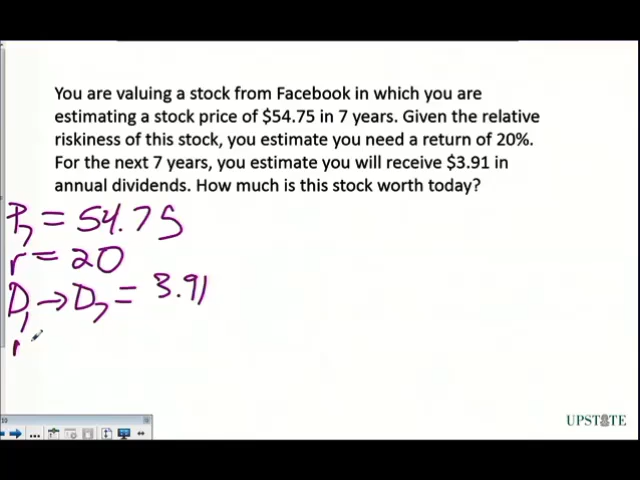 You are valuing a stock from Facebook in which you are
estimating a stock price of $54.75 in 7 years. Given the relative
riskiness of this stock, you estimate you need a return of 20%.
For the next 7 years, you estimate you will receive $3.91 in
annual dividends. How much is this stock worth today?
P7 = 54.75
r = 20
D1 → D7 = 3.91
10
UPSTATE